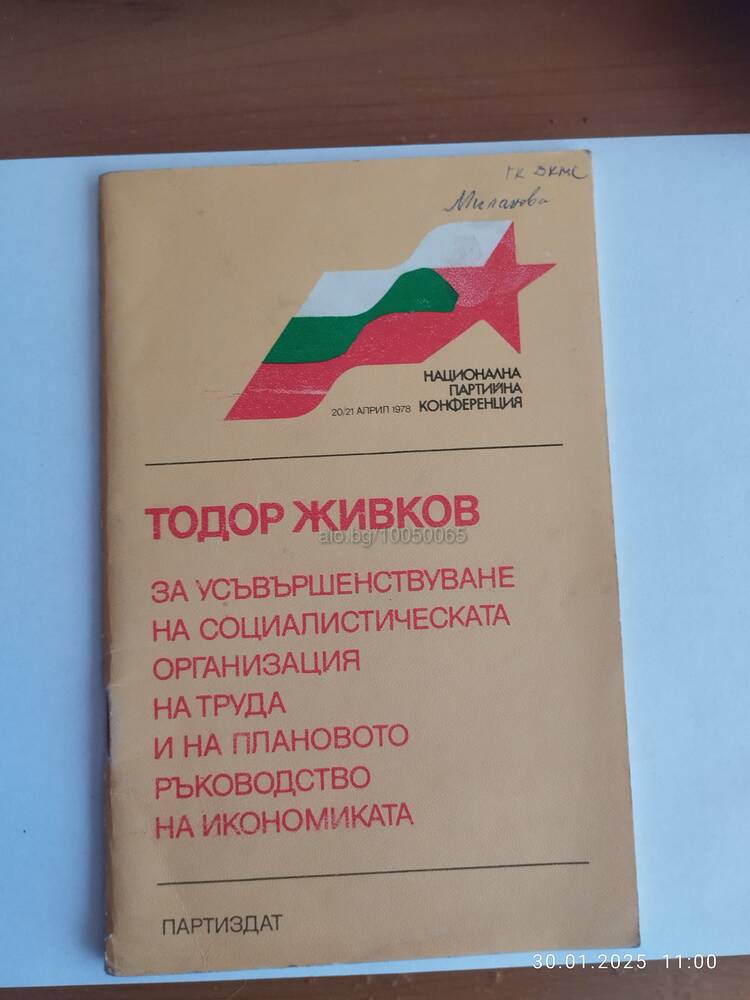 ГК ДКМС
Миланова
НАЦИОНАЛНА
ПАРТИЙНА
20/21 АПРИЛ 1978 КОНФЕРЕНЦИЯ
ТОДОР ЖИВКОВ
alo.bg/10050065
ЗА УСЪВЪРШЕНСТВУВАНЕ
НА СОЦИАЛИСТИЧЕСКАТА
ОРГАНИЗАЦИЯ
НА ТРУДА
И НА ПЛАНОВОТО
РЪКОВОДСТВО
НА ИКОНОМИКАТА
ПАРТИЗДАТ
30.01.2025 11:00